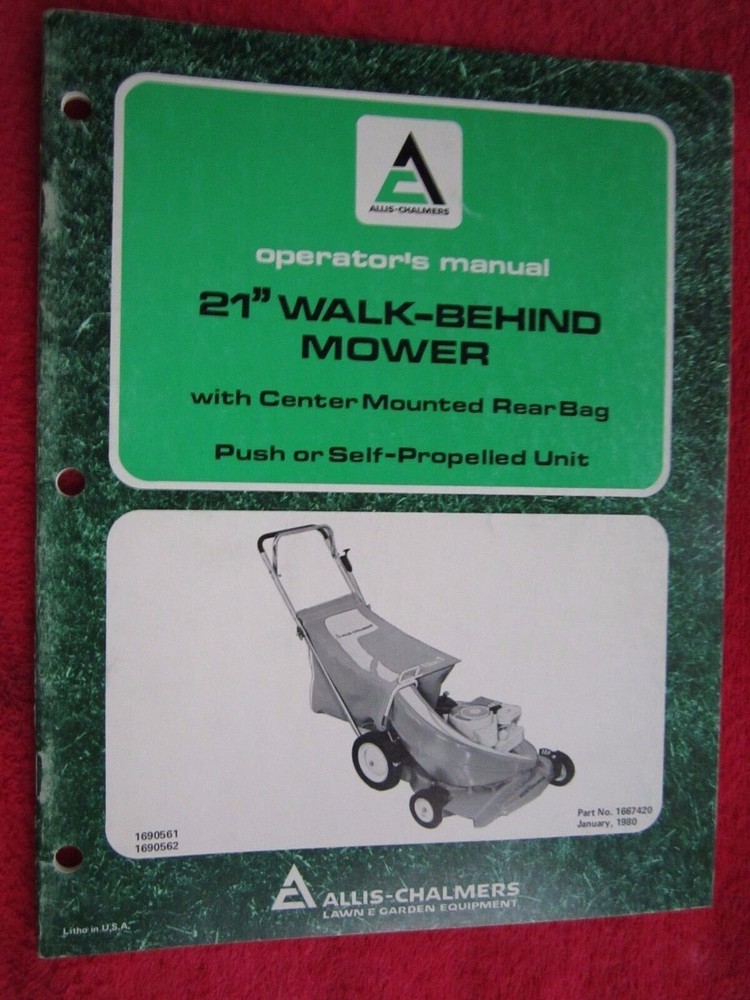 ALLIS-CHALMERS
operator's manual
21" WALK-BEHIND
MOWER
with Center Mounted Rear Bag
Push or Self-Propelled Unit
1690561
1690562
Part No. 1667420
January, 1980
ALLIS-CHALMERS
LAWN & GARDEN EQUIPMENT
Litho in U.S.A.